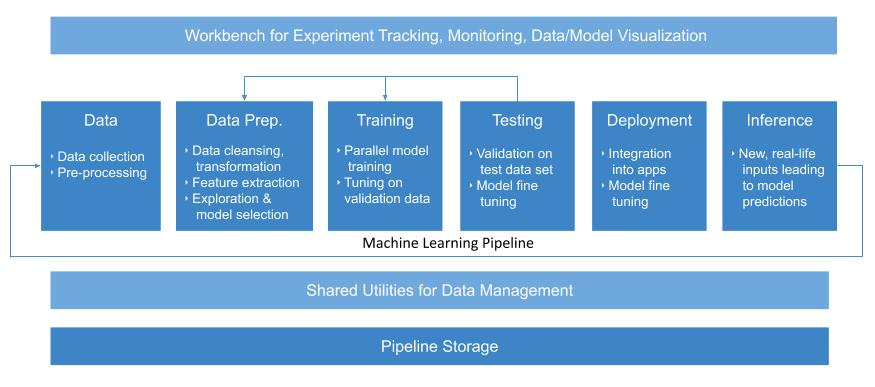 Workbench for Experiment Tracking, Monitoring, Data/Model Visualization
Data
Data collection
Pre-processing
Data Prep.
Data cleansing,
transformation
Feature extraction
Exploration &
model selection
Training
Parallel model
training
Tuning on
validation data
Testing
Validation on
test data set
Model fine
tuning
Deployment
Integration
into apps
Model fine
tuning
Inference
New, real-life
inputs leading
to model
predictions
Machine Learning Pipeline
Shared Utilities for Data Management
Pipeline Storage